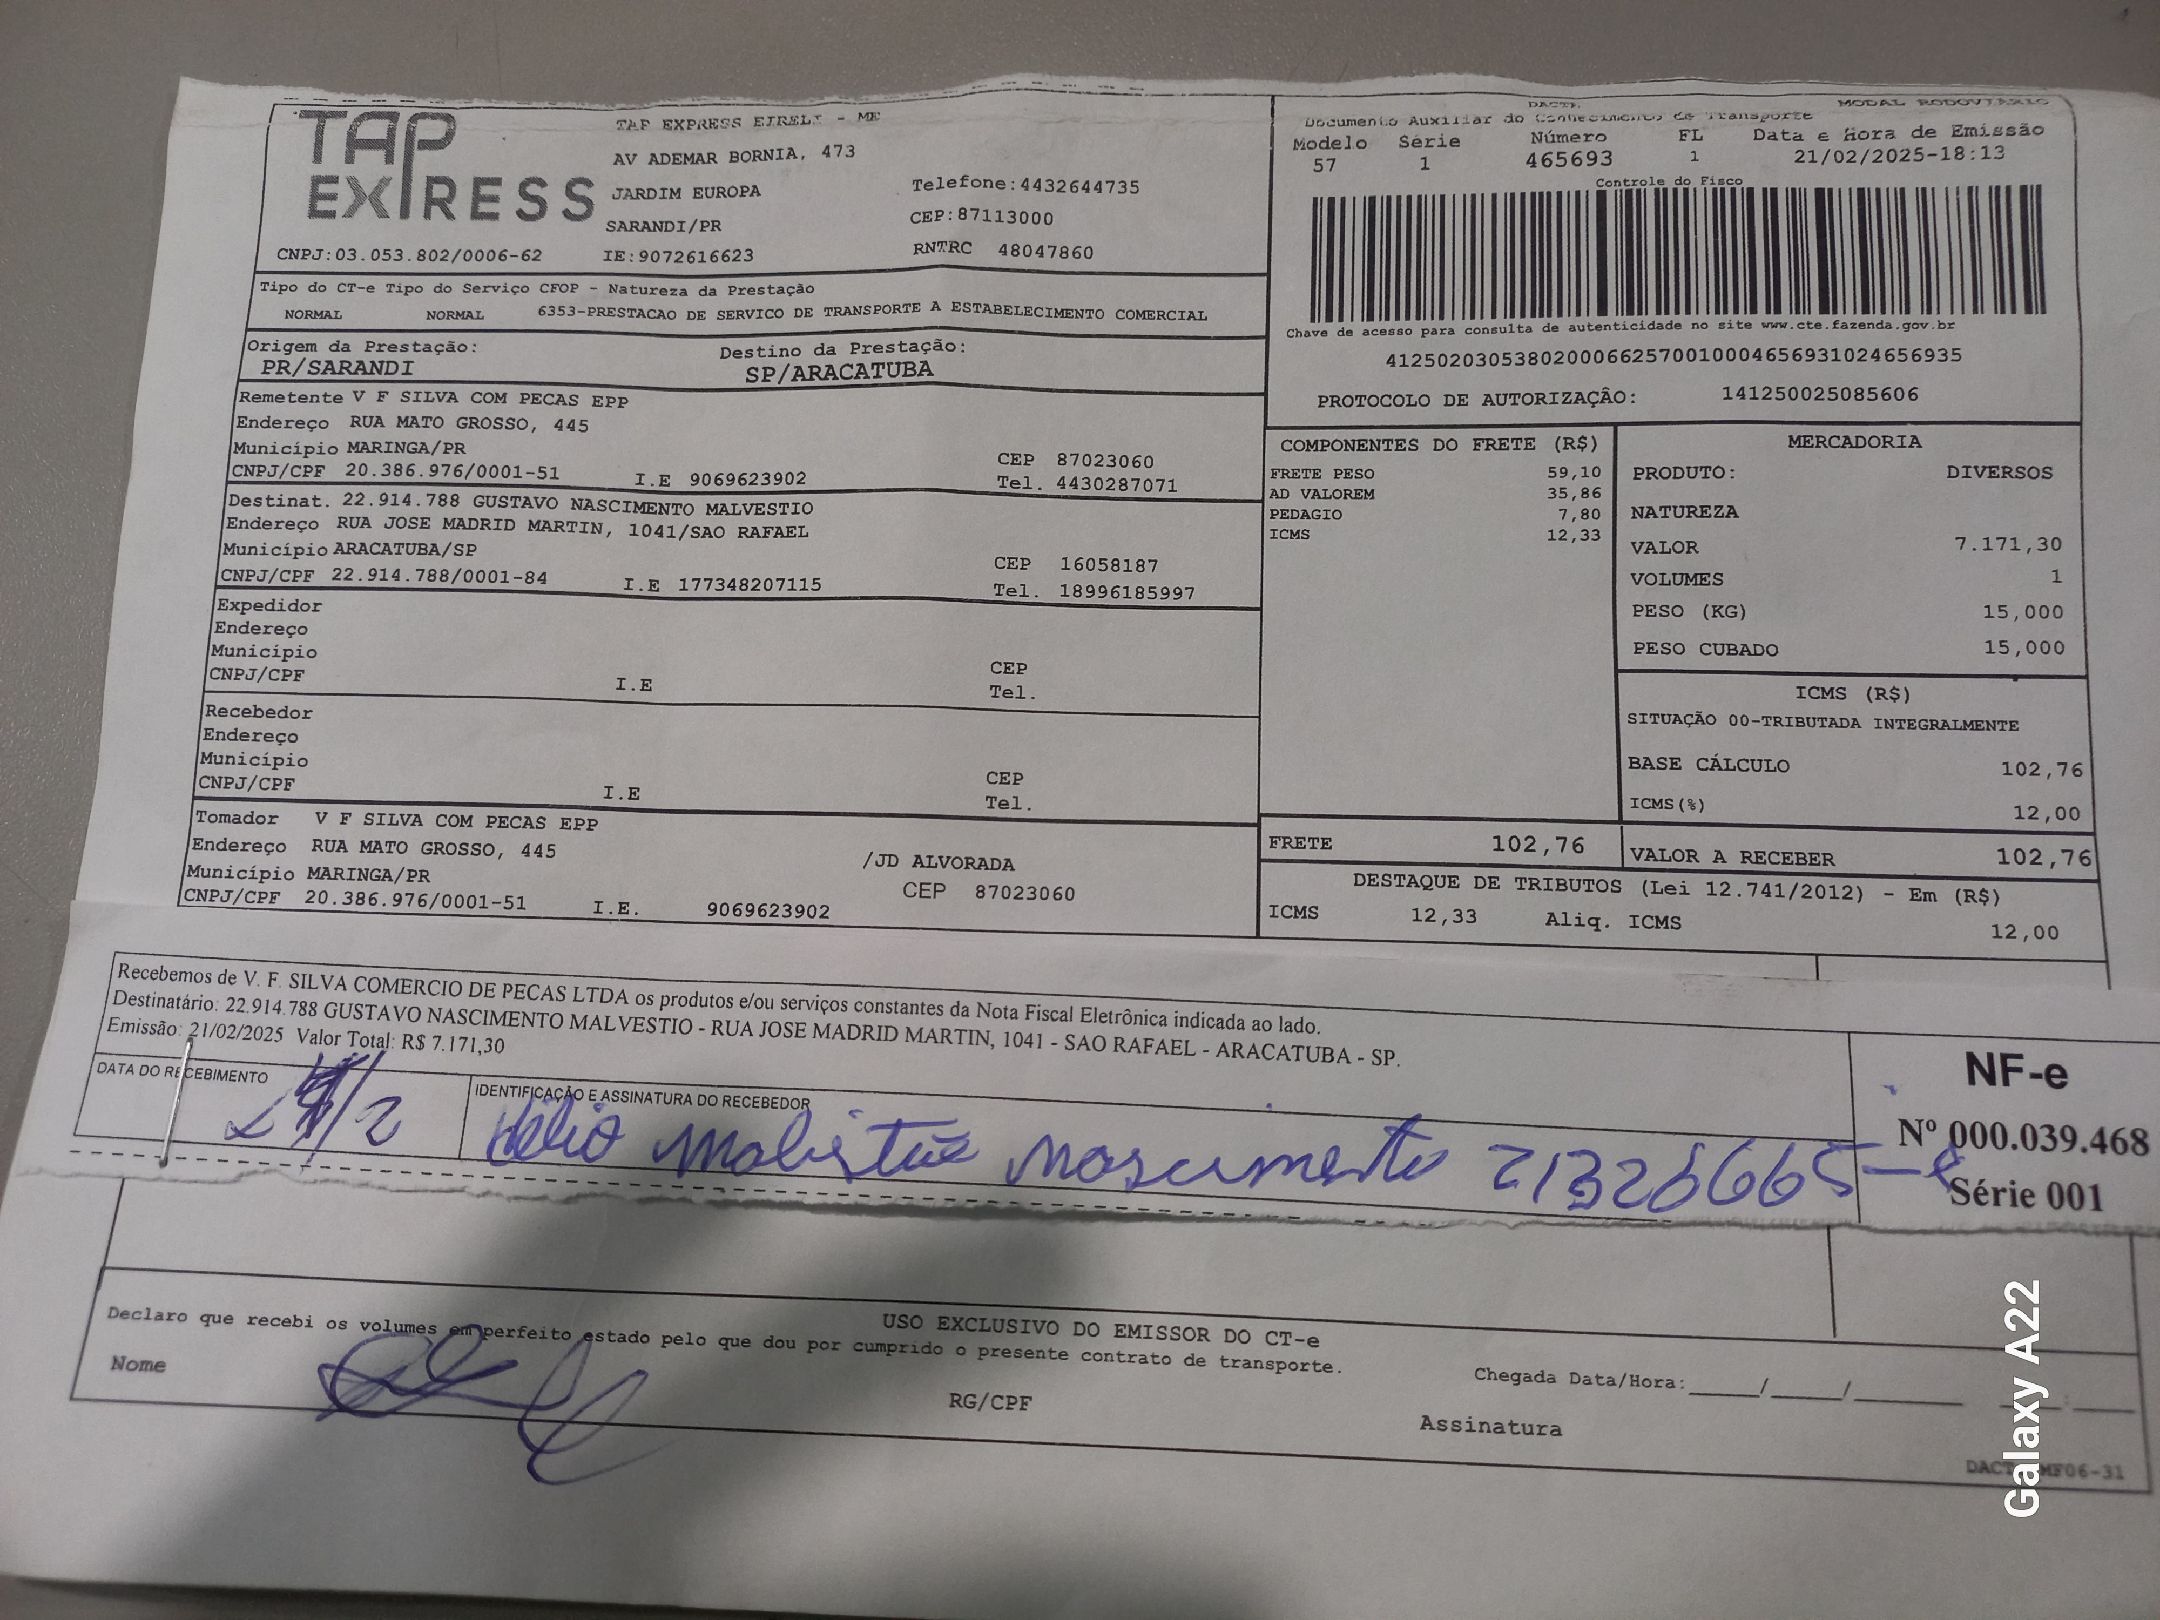 TAP EXPRESS
TAP EXPRESS EIRELI - ME
AV ADEMAR BORNIA, 473
JARDIM EUROPA
Telefone:4432644735
SARANDI/PR
CEP:87113000
CNPJ:03.053.802/0006-62 IE:9072616623 RNTRC 48047860
DACTE MODAL RODOVIARIO
Documento Auxiliar do Conhecimento de Transporte
Modelo Série Número FL Data e Hora de Emissão
57 1 465693 1 21/02/2025-18:13
Controle do Fisco
Chave de acesso para consulta de autenticidade no site www.cte.fazenda.gov.br
41250203053802000662570010004656931024656935
PROTOCOLO DE AUTORIZAÇÂO: 141250025085606
Tipo do CT-e Tipo do Serviço CFOP - Natureza da Prestação
NORMAL NORMAL 6353-PRESTACAO DE SERVICO DE TRANSPORTE A ESTABELECIMENTO COMERCIAL
Origem da Prestação: Destino da Prestação:
PR/SARANDI SP/ARACATUBA
Remetente V F SILVA COM PECAS EPP
Endereço RUA MATO GROSSO, 445
Município MARINGA/PR CEP 87023060
CNPJ/CPF 20.386.976/0001-51 I.E 9069623902 Tel. 4430287071
Destinat. 22.914.788 GUSTAVO NASCIMENTO MALVESTIO
Endereço RUA JOSE MADRID MARTIN, 1041/SAO RAFAEL
Município ARACATUBA/SP CEP 16058187
CNPJ/CPF 22.914.788/0001-84 I.E 177348207115 Tel. 18996185997
Expedidor
Endereço
Município CEP
CNPJ/CPF I.E Tel.
Recebedor
Endereço
Município CEP
CNPJ/CPF I.E Tel.
Tomador V F SILVA COM PECAS EPP
Endereço RUA MATO GROSSO, 445 /JD ALVORADA
Município MARINGA/PR CEP 87023060
CNPJ/CPF 20.386.976/0001-51 I.E. 9069623902
COMPONENTES DO FRETE (R$)
FRETE PESO 59,10
AD VALOREM 35,86
PEDAGIO 7,80
ICMS 12,33
MERCADORIA
PRODUTO: DIVERSOS
NATUREZA
VALOR 7.171,30
VOLUMES 1
PESO (KG) 15,000
PESO CUBADO 15,000
ICMS (R$)
SITUAÇÃO 00-TRIBUTADA INTEGRALMENTE
BASE CÁLCULO 102,76
ICMS(%) 12,00
FRETE 102,76 VALOR A RECEBER 102,76
DESTAQUE DE TRIBUTOS (Lei 12.741/2012) - Em (R$)
ICMS 12,33 Aliq. ICMS 12,00
Recebemos de V. F. SILVA COMERCIO DE PECAS LTDA os produtos e/ou serviços constantes da Nota Fiscal Eletrônica indicada ao lado.
Destinatário: 22.914.788 GUSTAVO NASCIMENTO MALVESTIO - RUA JOSE MADRID MARTIN, 1041 - SAO RAFAEL - ARACATUBA - SP.
Emissão: 21/02/2025 Valor Total: R$ 7.171,30
DATA DO RECEBIMENTO
IDENTIFICAÇÃO E ASSINATURA DO RECEBEDOR
Nascimento
NF-e
Nº 000.039.468
Série 001
USO EXCLUSIVO DO EMISSOR DO CT-e
Declaro que recebi os volumes em perfeito estado pelo que dou por cumprido o presente contrato de transporte.
Nome RG/CPF Chegada Data/Hora:____/____/______ ____:____
Assinatura
Galaxy A22